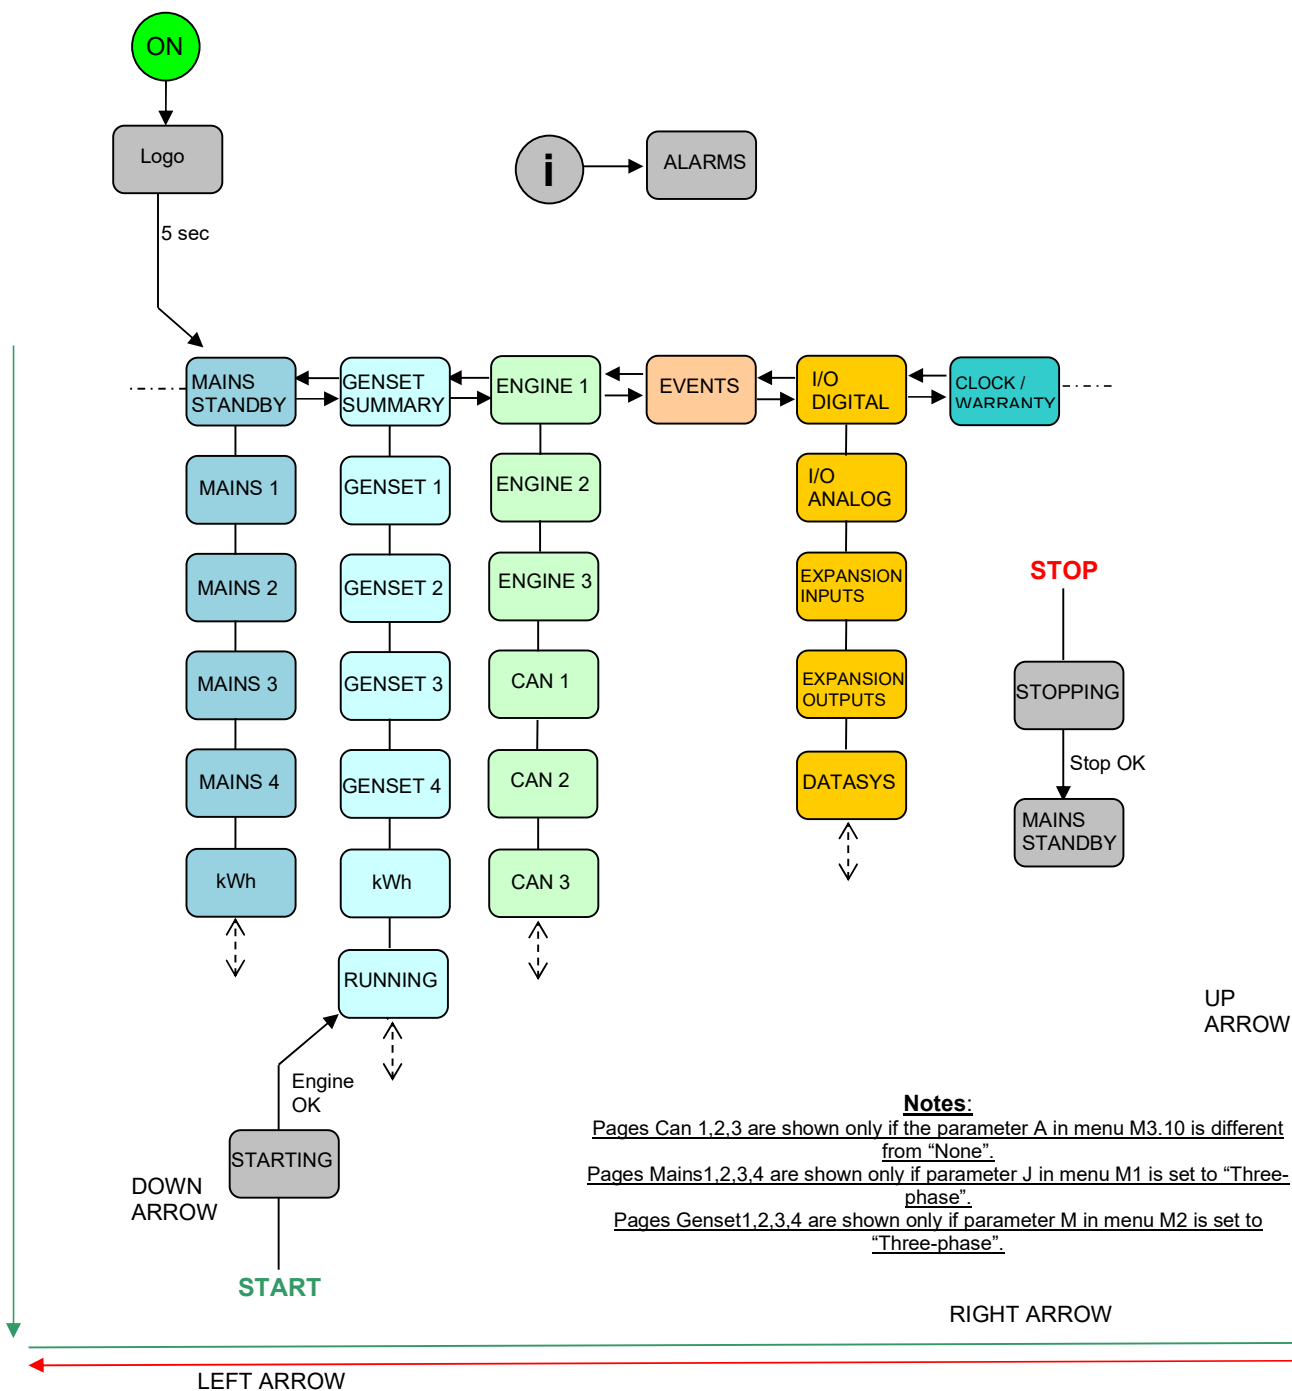 ON
Logo
i
ALARMS
5 sec
MAINS
STANDBY
GENSET
SUMMARY
ENGINE 1
EVENTS
I/O
DIGITAL
CLOCK /
WARRANTY
MAINS 1
GENSET 1
ENGINE 2
I/O
ANALOG
MAINS 2
GENSET 2
ENGINE 3
EXPANSION
INPUTS
STOP
MAINS 3
GENSET 3
CAN 1
EXPANSION
OUTPUTS
STOPPING
MAINS 4
GENSET 4
CAN 2
DATASYS
Stop OK
MAINS
STANDBY
kWh
kWh
CAN 3
RUNNING
UP
ARROW
Engine
OK
STARTING
DOWN
ARROW
START
Notes:
Pages Can 1,2,3 are shown only if the parameter A in menu M3.10 is different
from “None”.
Pages Mains1,2,3,4 are shown only if parameter J in menu M1 is set to “Three-
phase”.
Pages Genset1,2,3,4 are shown only if parameter M in menu M2 is set to
“Three-phase”.
RIGHT ARROW
LEFT ARROW